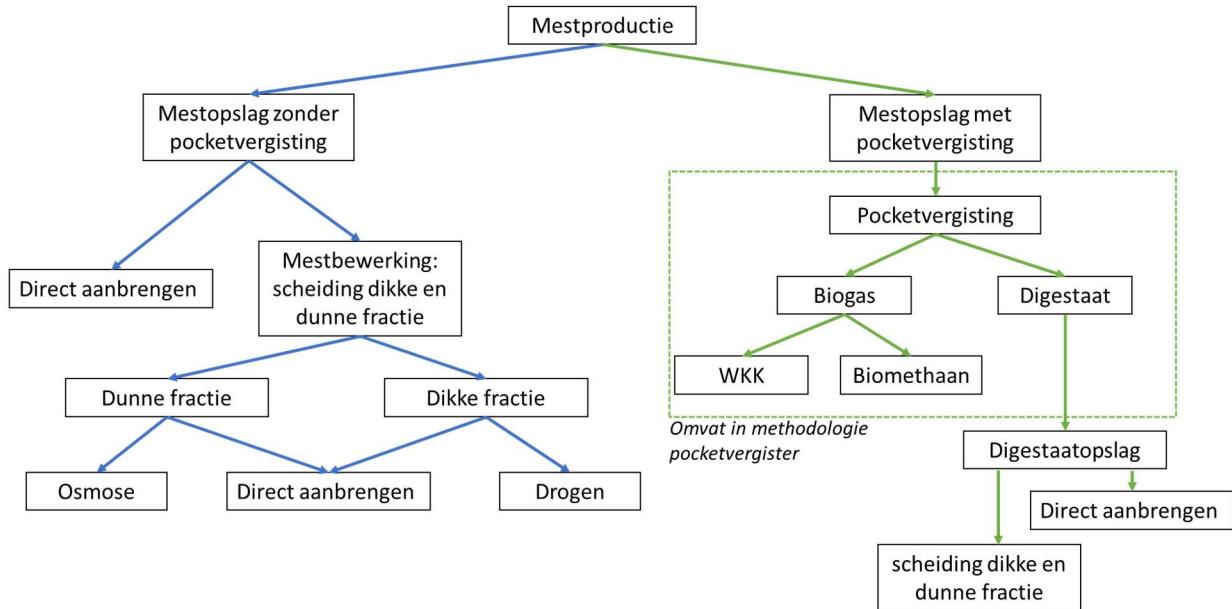 Mestproductie
Mestopslag zonder
pocketvergisting
Mestopslag met
pocketvergisting
Pocketvergisting
Direct aanbrengen
Mestbewerking:
scheiding dikke en
dunne fractie
Biogas
Digestaat
WKK
Biomethaan
Dunne fractie
Dikke fractie
Omvat in methodologie
pocketvergister
Digestaatopslag
Osmose
Direct aanbrengen
Drogen
Direct aanbrengen
scheiding dikke en
dunne fractie